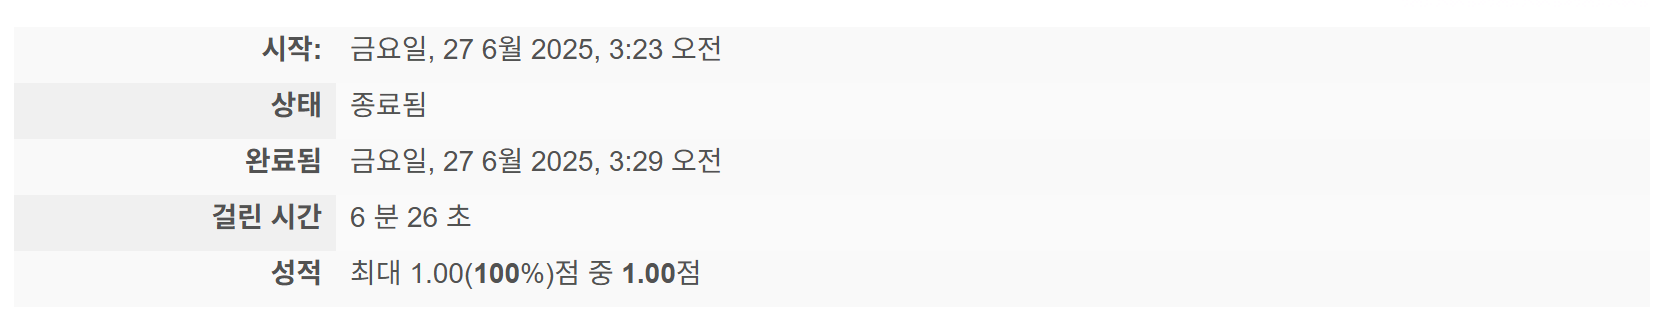 시작: 금요일, 27 6월 2025, 3:23 오전
상태 종료됨
완료됨 금요일, 27 6월 2025, 3:29 오전
걸린 시간 6 분 26 초
성적 최대 1.00(100%)점 중 1.00점